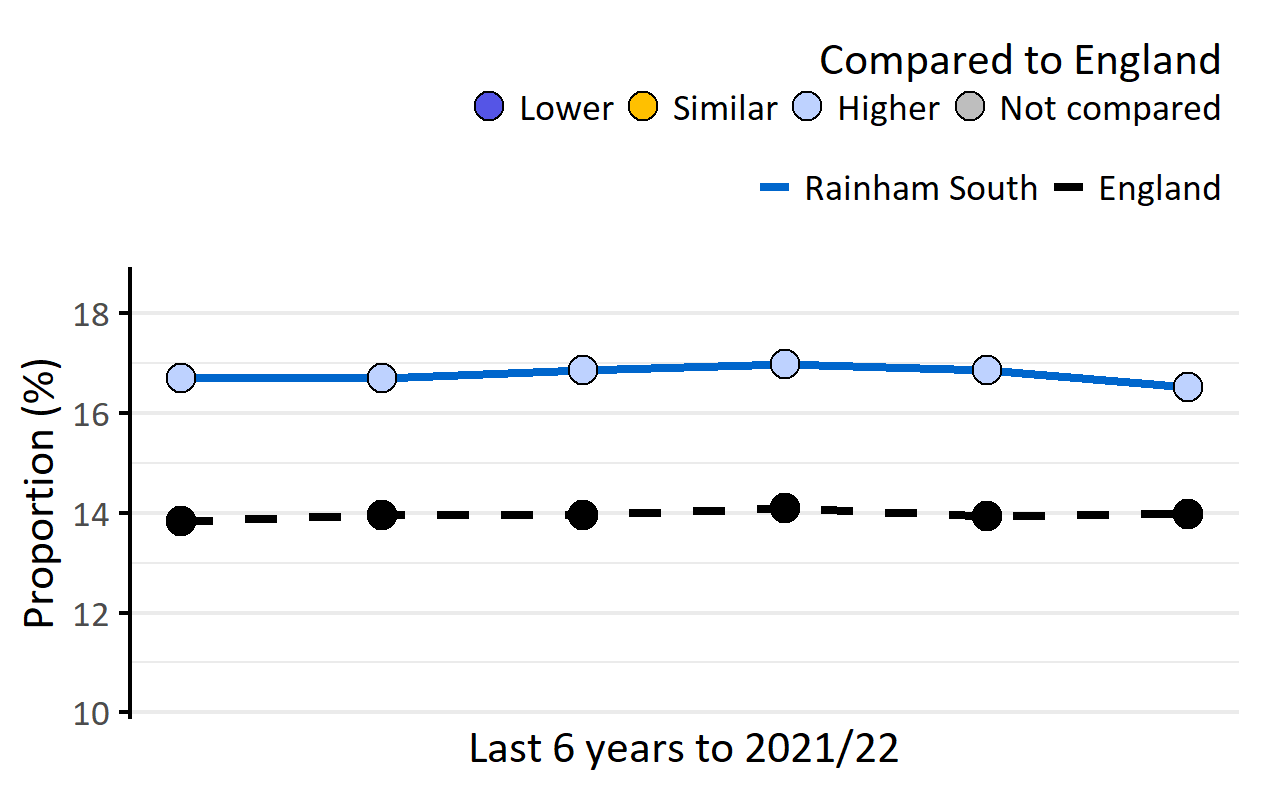 Compared to England
Lower Similar Higher Not compared
Rainham South England
Proportion (%)
18
16
14
12
10
Last 6 years to 2021/22